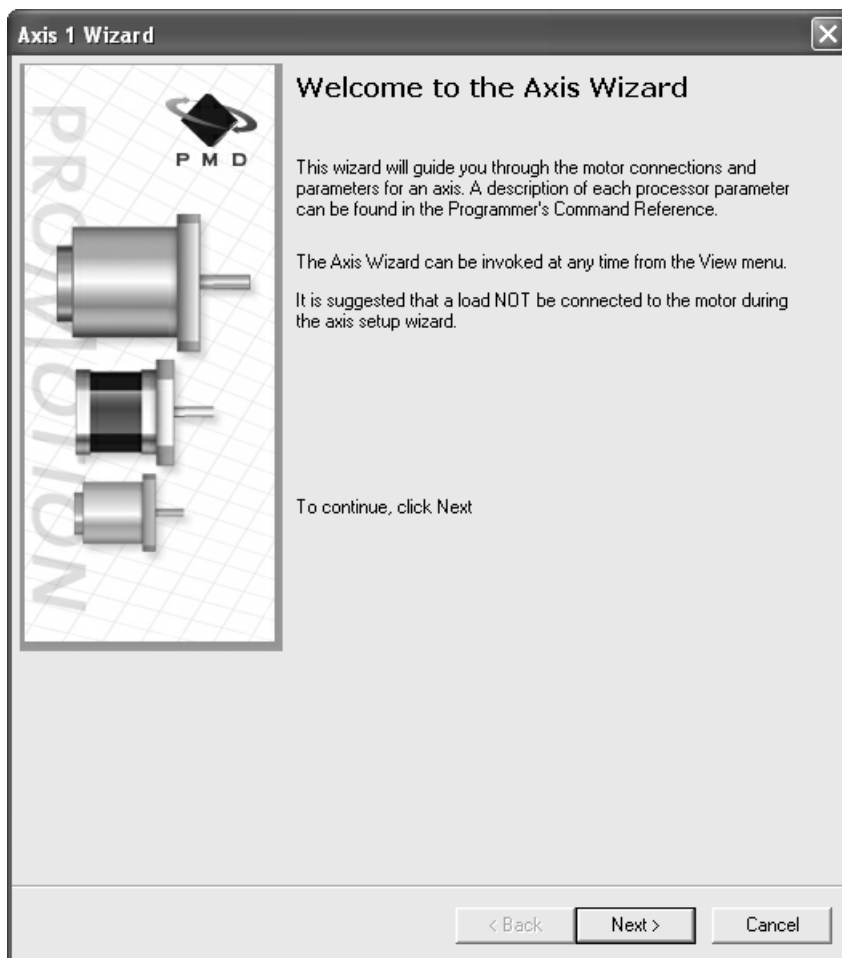 Axis 1 Wizard
PROMOTION
PMD
Welcome to the Axis Wizard
This wizard will guide you through the motor connections and
parameters for an axis. A description of each processor parameter
can be found in the Programmer's Command Reference.
The Axis Wizard can be invoked at any time from the View menu.
It is suggested that a load NOT be connected to the motor during
the axis setup wizard.
To continue, click Next
< Back
Next >
Cancel